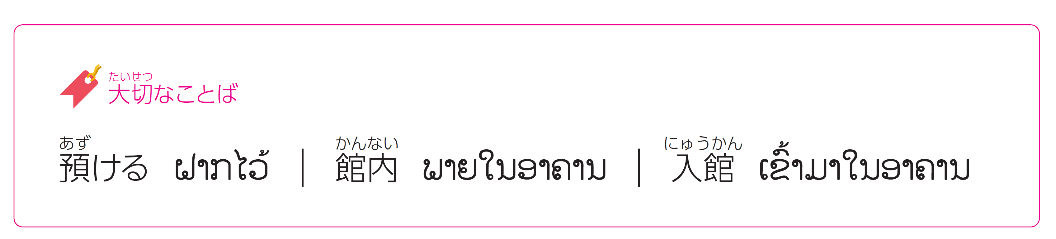 たいせつ
大切なことば
あず かんない にゅうかん
預ける ຝາກໄວ້ | 館内 ພາຍໃນອາຄານ | 入館 ເຂົ້າມາໃນອາຄານ